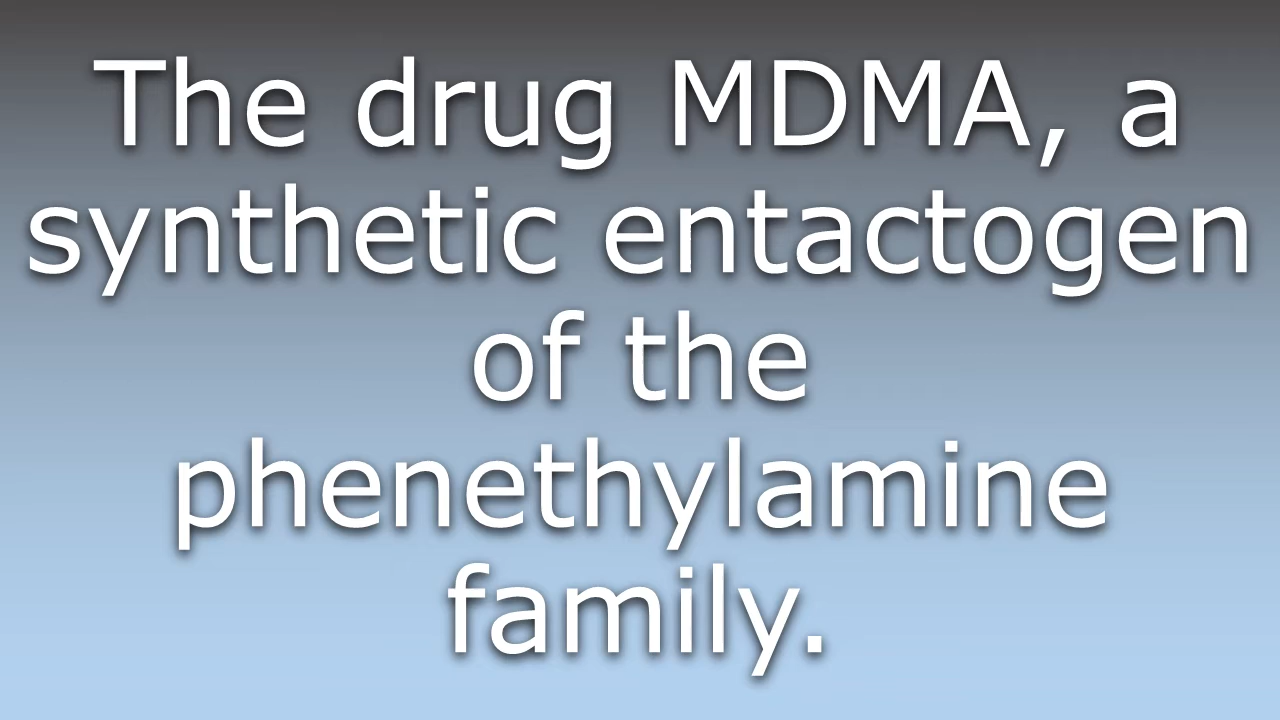 The drug MDMA, a
synthetic entactogen
of the
phenethylamine
family.